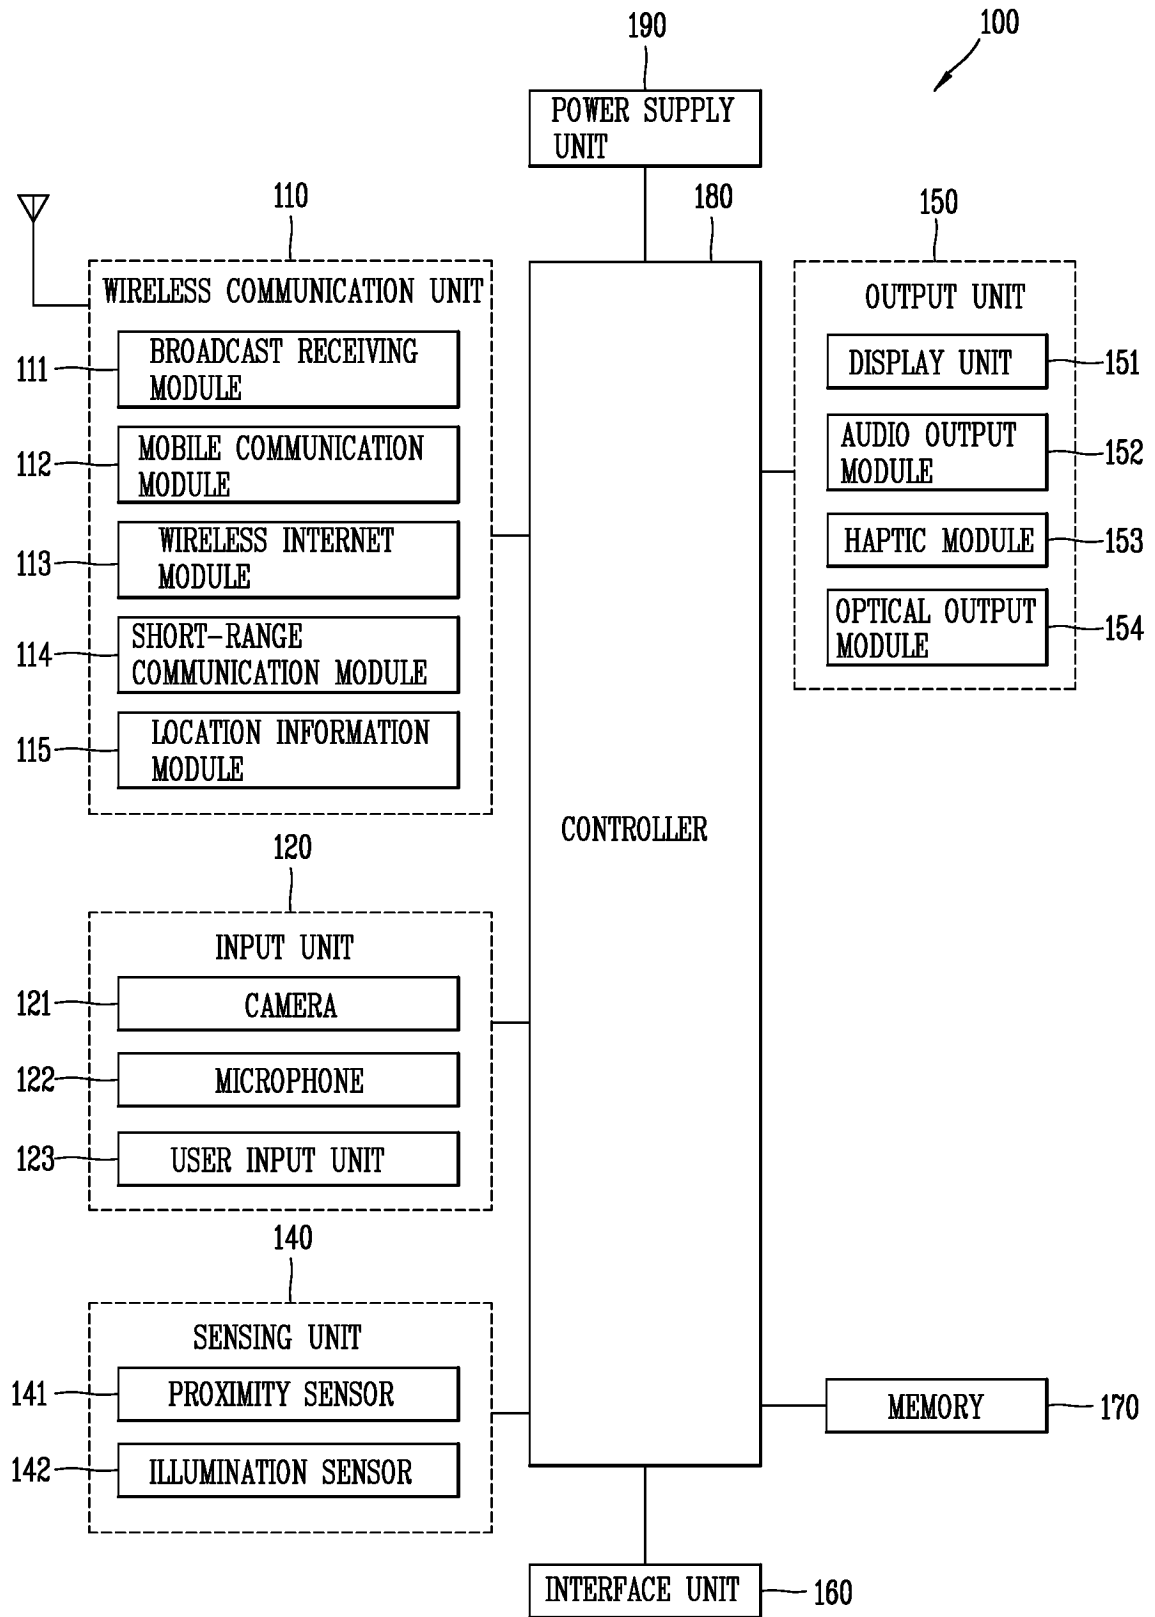 190
100
POWER SUPPLY
UNIT
110
180
150
WIRELESS COMMUNICATION UNIT
111
BROADCAST RECEIVING
MODULE
112
MOBILE COMMUNICATION
MODULE
113
WIRELESS INTERNET
MODULE
114
SHORT-RANGE
COMMUNICATION MODULE
115
LOCATION INFORMATION
MODULE
OUTPUT UNIT
DISPLAY UNIT
151
AUDIO OUTPUT
MODULE
152
HAPTIC MODULE
153
OPTICAL OUTPUT
MODULE
154
CONTROLLER
120
INPUT UNIT
121
CAMERA
122
MICROPHONE
123
USER INPUT UNIT
140
SENSING UNIT
141
PROXIMITY SENSOR
142
ILLUMINATION SENSOR
MEMORY
170
INTERFACE UNIT
160